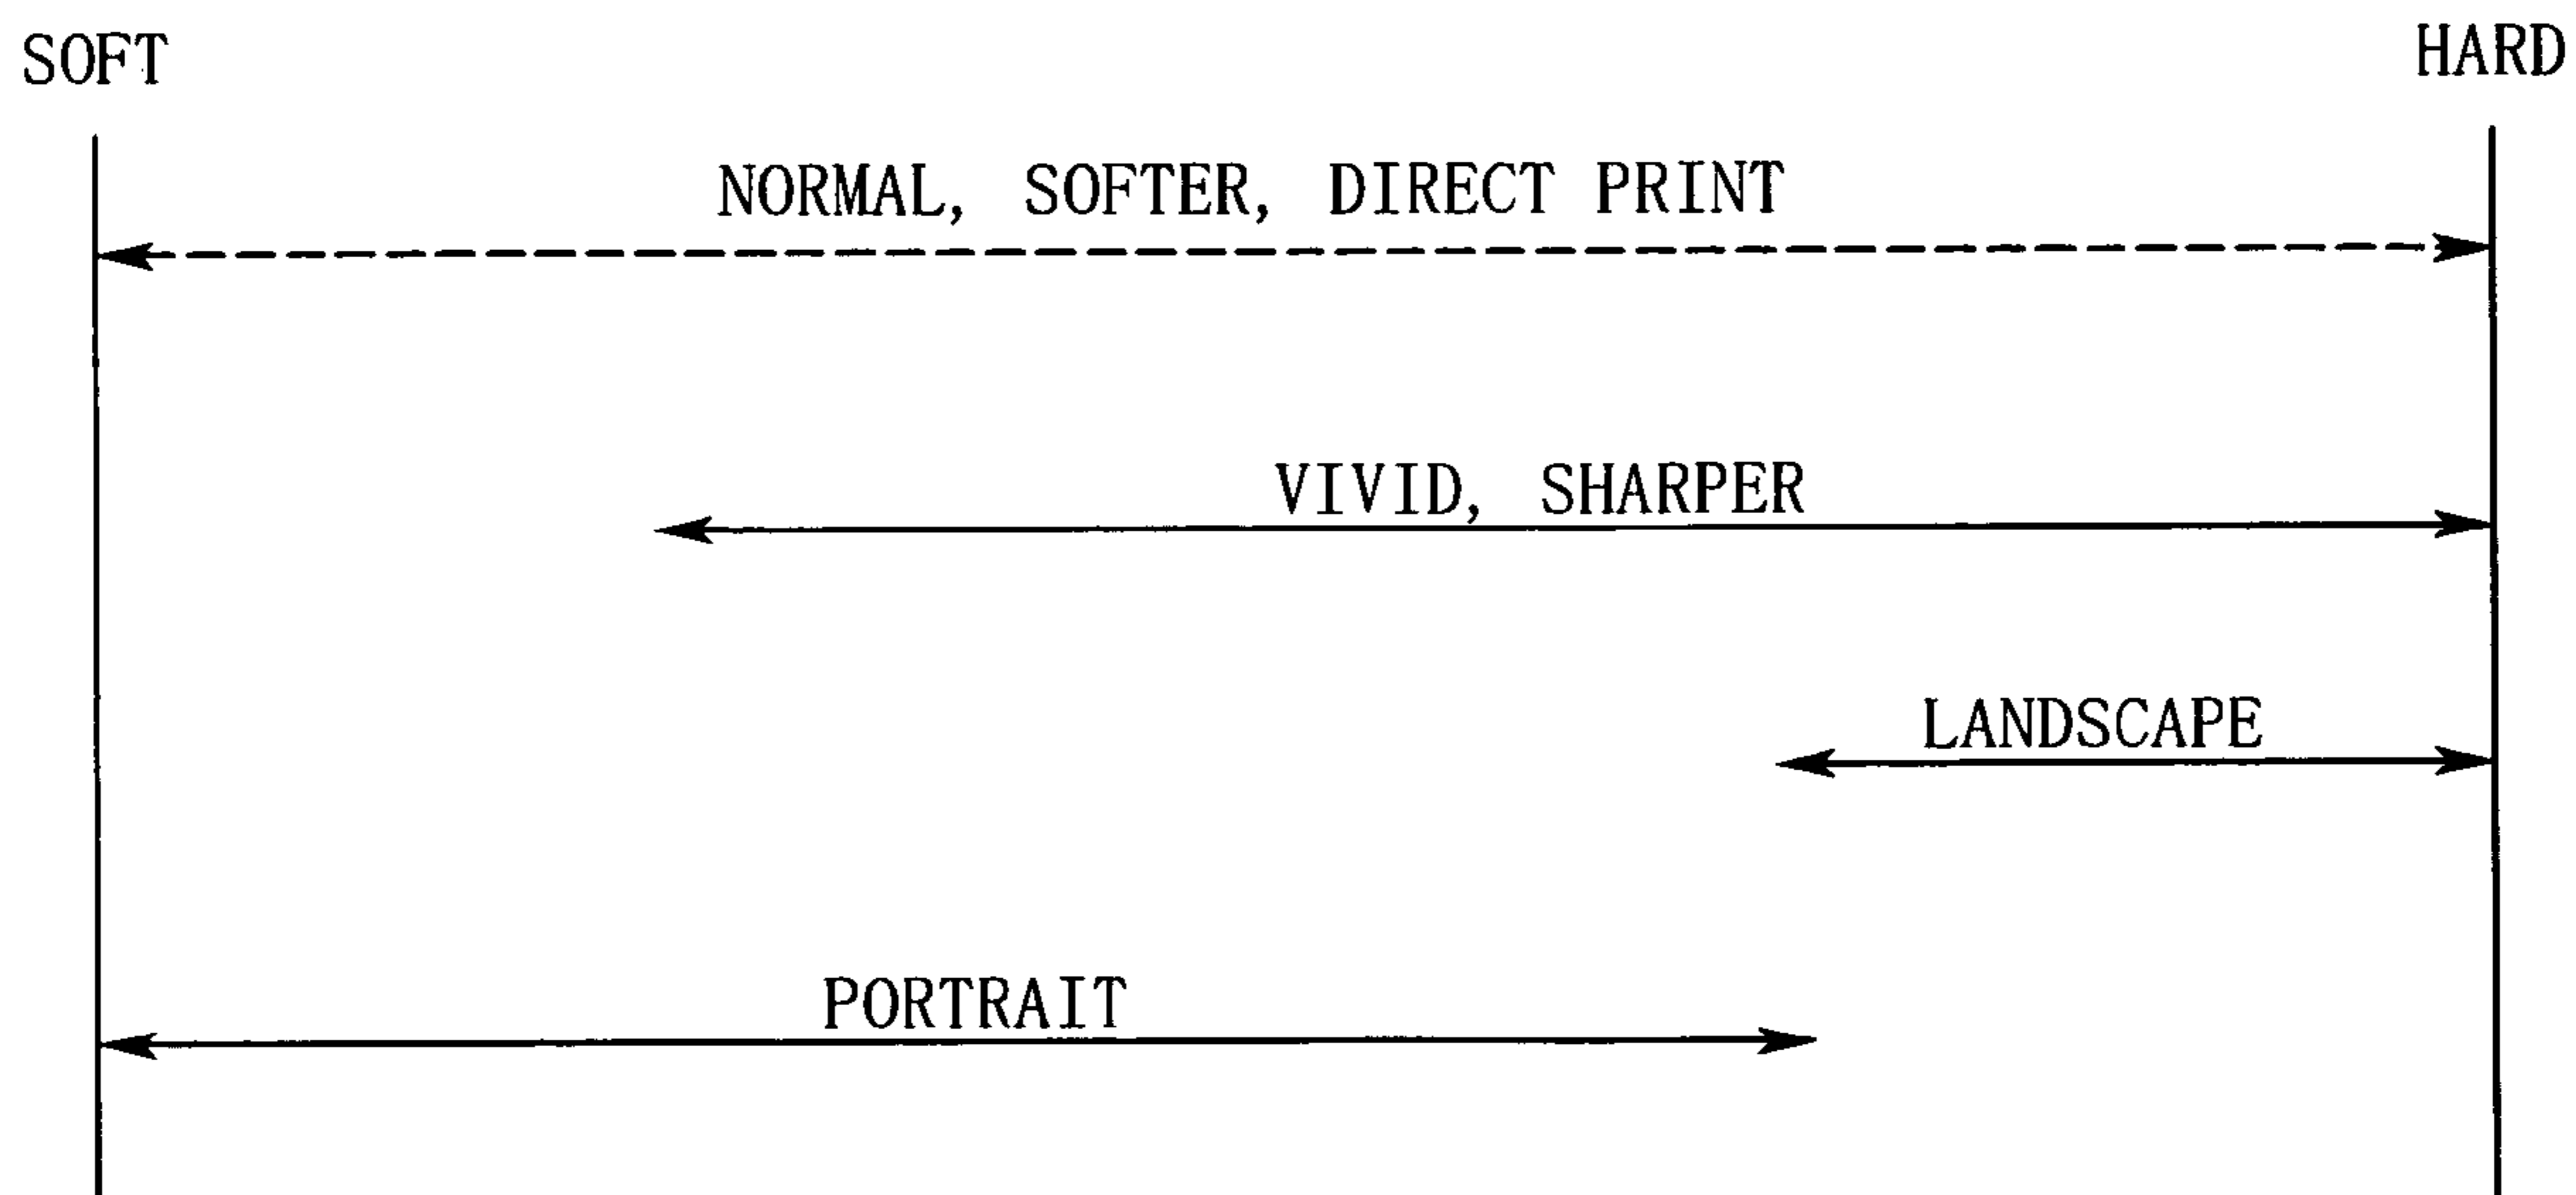 SOFT
HARD
NORMAL, SOFTER, DIRECT PRINT
VIVID, SHARPER
LANDSCAPE
PORTRAIT